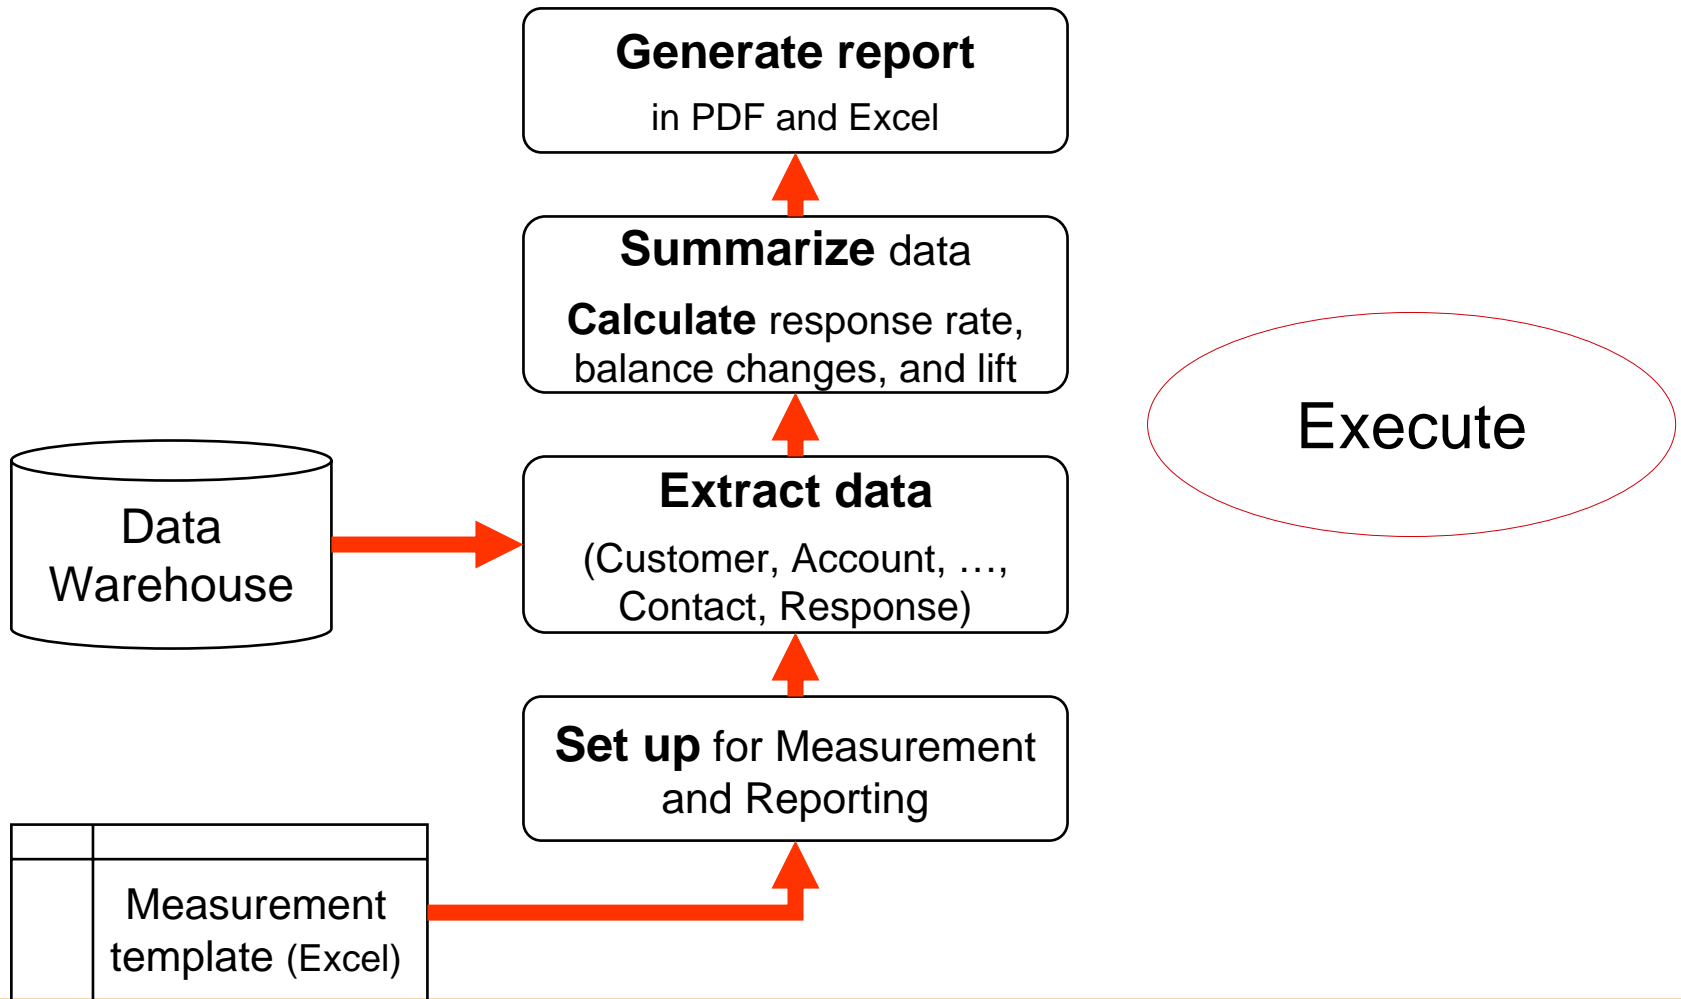 Generate report
in PDF and Excel
Summarize data
Calculate response rate,
balance changes, and lift
Execute
Extract data
(Customer, Account, …,
Contact, Response)
Data
Warehouse
Set up for Measurement
and Reporting
Measurement
template (Excel)